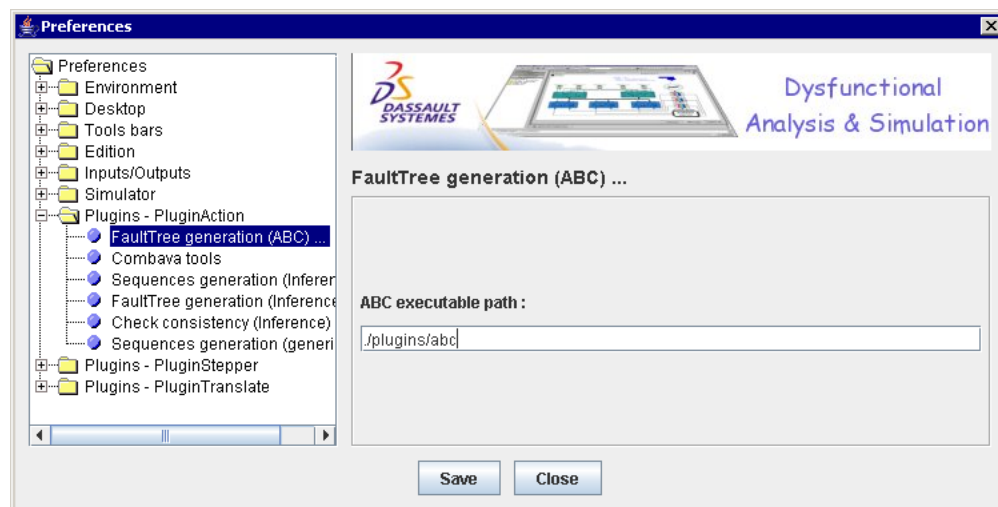 Preferences
Preferences
Environment
Desktop
Tools bars
Edition
Inputs/Outputs
Simulator
Plugins - PluginAction
FaultTree generation (ABC) ...
Combava tools
Sequences generation (Inferer
FaultTree generation (Inference
Check consistency (Inference)
Sequences generation (generi
Plugins - PluginStepper
Plugins - PluginTranslate
DASSAULT
SYSTEMES
Dysfunctional
Analysis & Simulation
FaultTree generation (ABC) ...
ABC executable path :
./plugins/abc
Save
Close